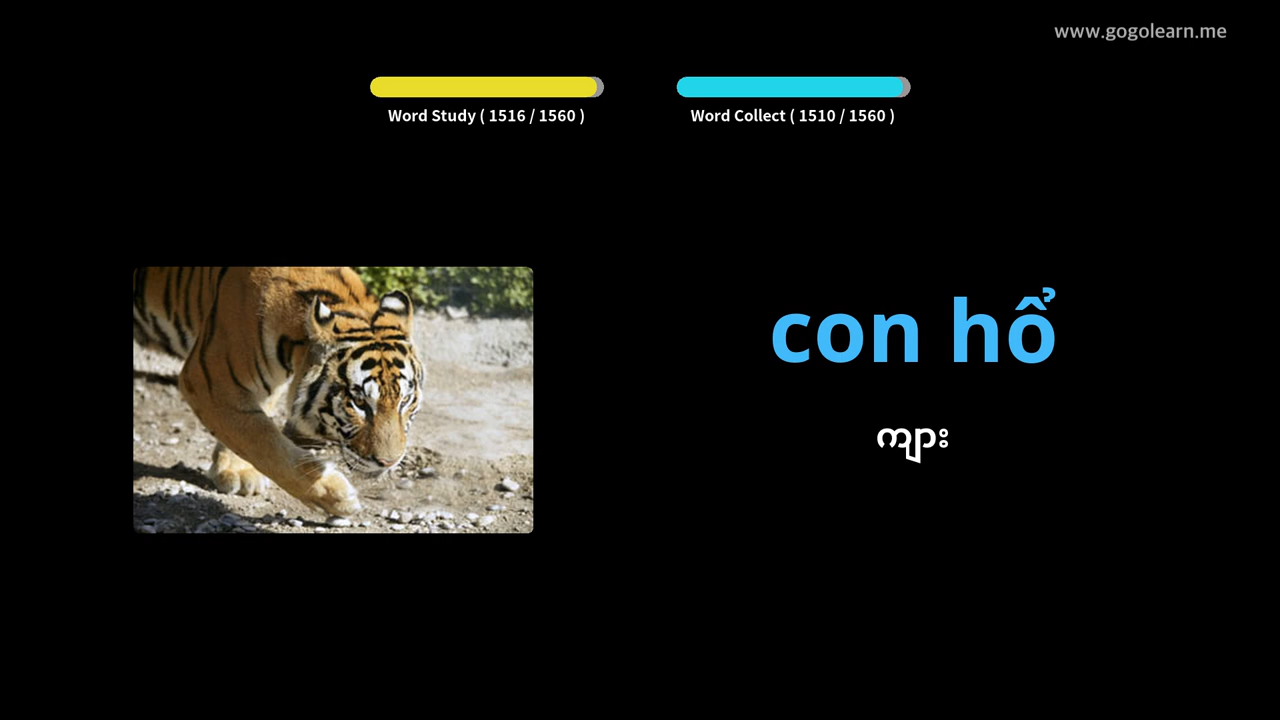 www.gogolearn.me
Word Study ( 1516 / 1560 )
Word Collect ( 1510 / 1560 )
con hổ
ကျား